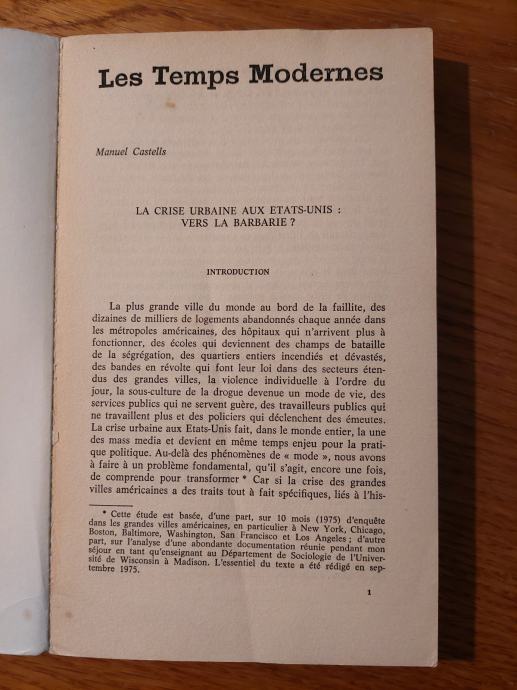 Les Temps Modernes
Manuel Castells
LA CRISE URBAINE AUX ETATS-UNIS :
VERS LA BARBARIE ?
INTRODUCTION
La plus grande ville du monde au bord de la faillite, des
dizaines de milliers de logements abandonnés chaque année dans
les métropoles américaines, des hôpitaux qui n'arrivent plus à
fonctionner, des écoles qui deviennent des champs de bataille
de la ségrégation, des quartiers entiers incendiés et dévastés,
des bandes en révolte qui font leur loi dans des secteurs éten-
dus des grandes villes, la violence individuelle à l'ordre du
jour, la sous-culture de la drogue devenue un mode de vie, des
services publics qui ne servent guère, des travailleurs publics qui
ne travaillent plus et des policiers qui déclenchent des émeutes.
La crise urbaine aux Etats-Unis fait, dans le monde entier, la une
des mass media et devient en même temps enjeu pour la prati-
que politique. Au-delà des phénomènes de « mode », nous avons
à faire à un problème fondamental, qu'il s'agit, encore une fois,
de comprende pour transformer * Car si la crise des grandes
villes américaines a des traits tout à fait spécifiques, liés à l'his-
* Cette étude est basée, d'une part, sur 10 mois (1975) d'enquête
dans les grandes villes américaines, en particulier à New York, Chicago,
Boston, Baltimore, Washington, San Francisco et Los Angeles ; d'autre
part, sur l'analyse d'une abondante documentation réunie pendant mon
séjour en tant qu'enseignant au Département de Sociologie de l'Univer-
sité de Wisconsin à Madison. L'essentiel du texte a été rédigé en sep-
tembre 1975.
1